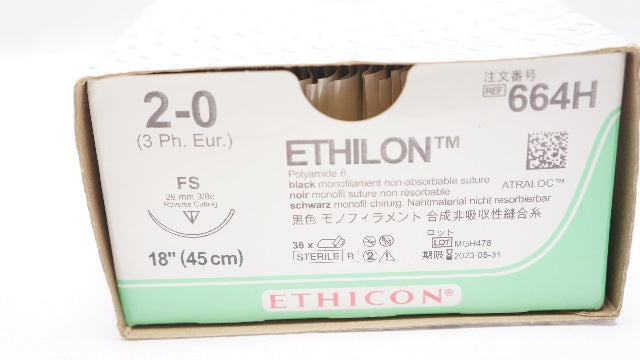 2-0
(3 Ph. Eur.)
FS
26 mm 3/8c
Reverse Cutting
18" (45 cm)
注文番号
REF 664H
ETHILON™
Polyamide 6
black monofilament non-absorbable suture
noir monofil suture non résorbable
schwarz monofil chirurg. Nahtmaterial nicht resorbierbar
黒色 モノフィラメント 合成非吸収性縫合糸
ATRALOC™
36 x
STERILE R
2
ロット
LOT MGH478
期限 2023-05-31
ETHICON®